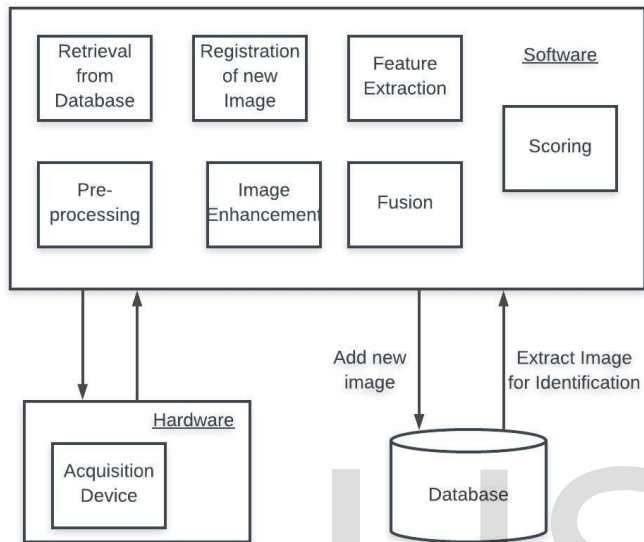 Retrieval
from
Database
Registration
of new
Image
Feature
Extraction
Software
Scoring
Pre-
processing
Image
Enhancement
Fusion
Add new
image
Extract Image
for Identification
Hardware
Acquisition
Device
Database